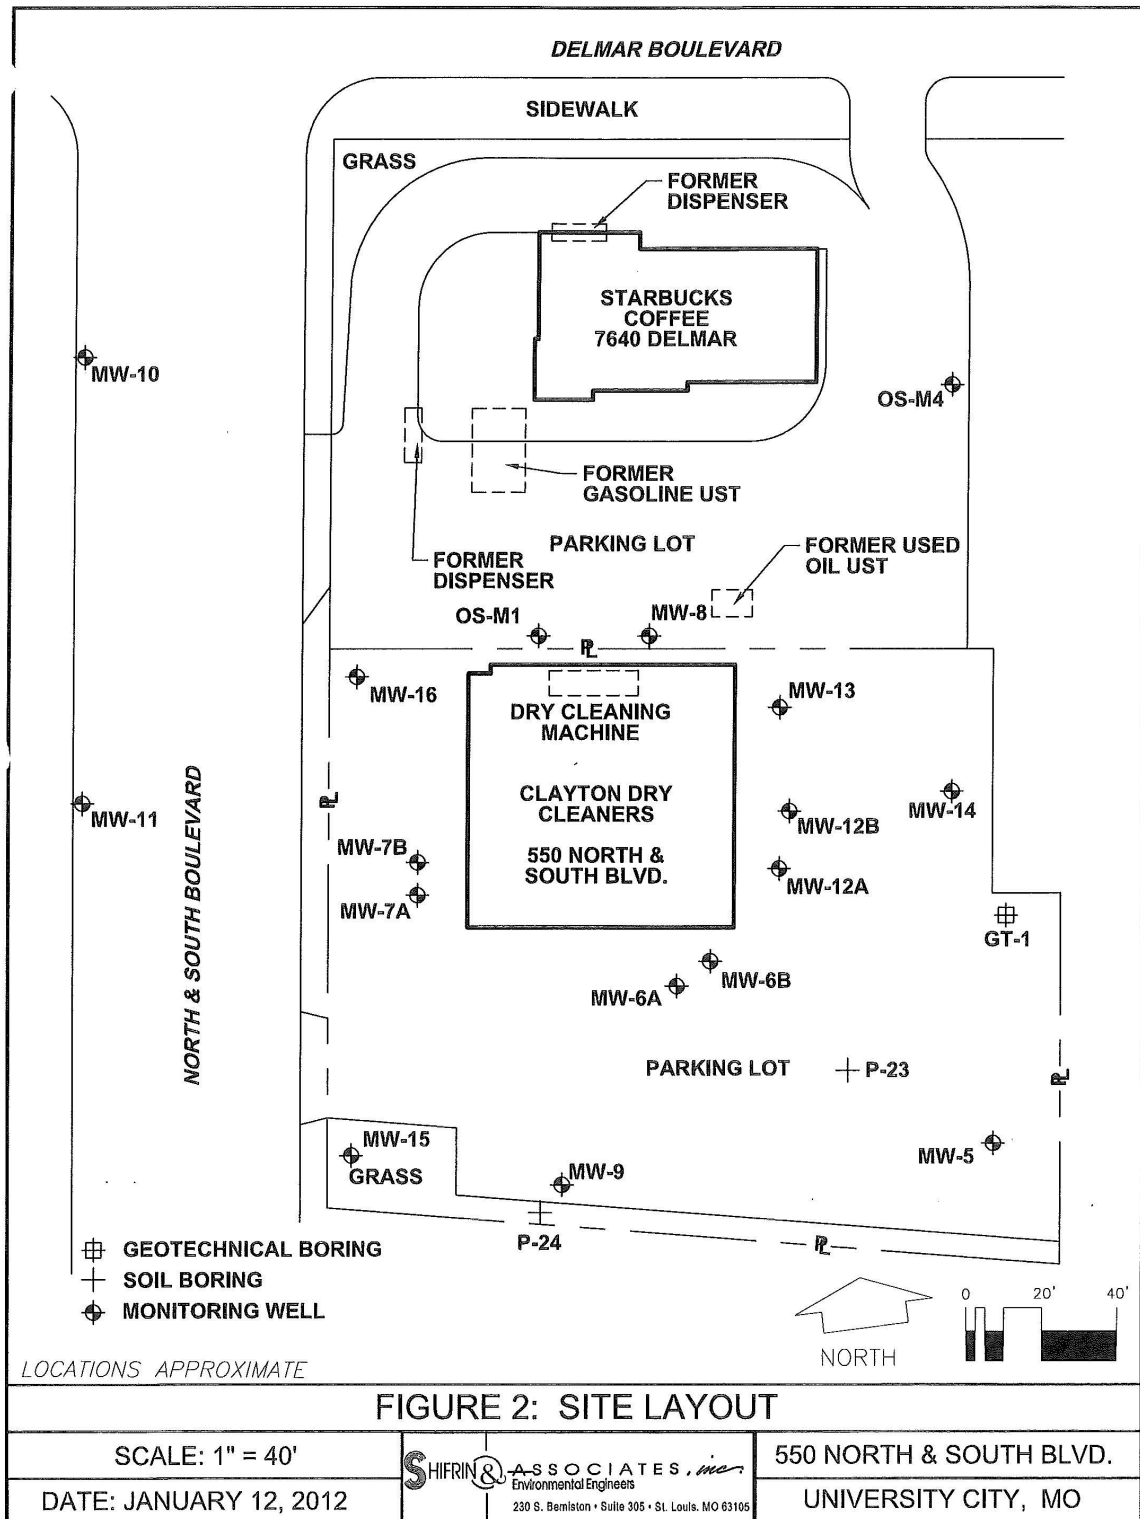 DELMAR BOULEVARD
SIDEWALK
GRASS
FORMER
DISPENSER
STARBUCKS
COFFEE
7640 DELMAR
MW-10
OS-M4
FORMER
GASOLINE UST
PARKING LOT
FORMER USED
OIL UST
FORMER
DISPENSER
OS-M1
MW-8
PL
MW-16
MW-13
DRY CLEANING
MACHINE
NORTH & SOUTH BOULEVARD
PL
CLAYTON DRY
CLEANERS
550 NORTH &
SOUTH BLVD.
MW-11
MW-14
MW-12B
MW-7B
MW-12A
MW-7A
GT-1
MW-6B
MW-6A
PARKING LOT
P-23
PL
MW-15
GRASS
MW-5
MW-9
P-24
PL
GEOTECHNICAL BORING
SOIL BORING
MONITORING WELL
NORTH
0 20' 40'
LOCATIONS APPROXIMATE
FIGURE 2: SITE LAYOUT
SCALE: 1" = 40'
DATE: JANUARY 12, 2012
SHIFRIN & ASSOCIATES, inc.
Environmental Engineers
230 S. Bemiston • Suite 305 • St. Louis, MO 63105
550 NORTH & SOUTH BLVD.
UNIVERSITY CITY, MO